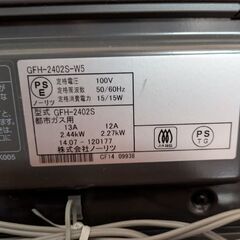 GFH-2402S-W5
PS
E
ノーリツ
定格電圧 100V
定格周波数 50/60Hz
定格消費電力 15/15W
型式 GFH-2402S
都市ガス用
13A 12A
2.44kW 2.27kW
14.07-120177
株式会社ノーリツ
PS
TG
CF14 09938
K005